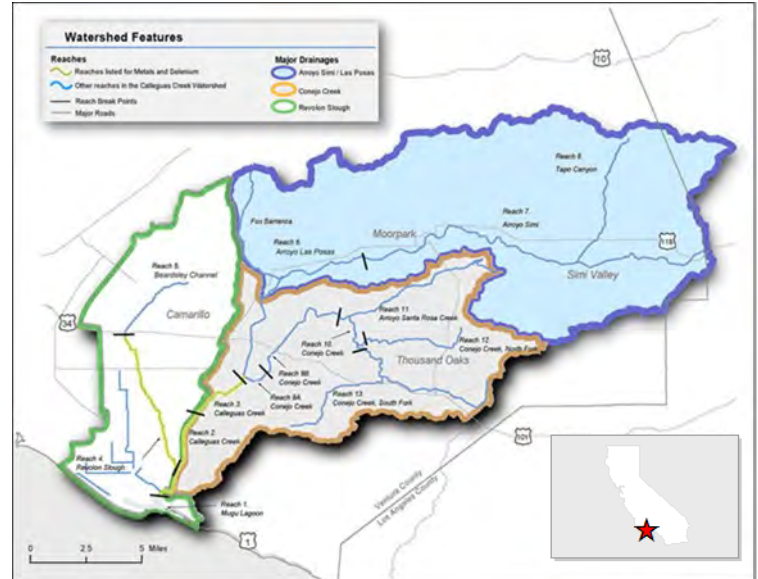 Watershed Features
Reaches
Reaches listed for Metals and Selenium
Other reaches in the Calleguas Creek Watershed
Reach Break Points
Major Roads
Major Drainages
Arroyo Simi / Las Posas
Conejo Creek
Revolon Slough
10
Reach 8.
Tapo Canyon
Fox Barranca
Moorpark
Reach 7.
Arroyo Simi
Reach 6.
Arroyo Las Posas
118
Simi Valley
Reach 5.
Beardsley Channel
Camarillo
34
Reach 11
Arroyo Santa Rosa Creek
Reach 10.
Conejo Creek
Reach 12
Conejo Creek, North Fork
Thousand Oaks
Reach 9B
Conejo Creek
Reach 9A
Conejo Creek
Reach 13
Conejo Creek, South Fork
Reach 3.
Calleguas Creek
Reach 2.
Calleguas Creek
Reach 4.
Revolon Slough
101
Reach 1.
Mugu Lagoon
Ventura County
Los Angeles County
1
0 2.5 5 Miles